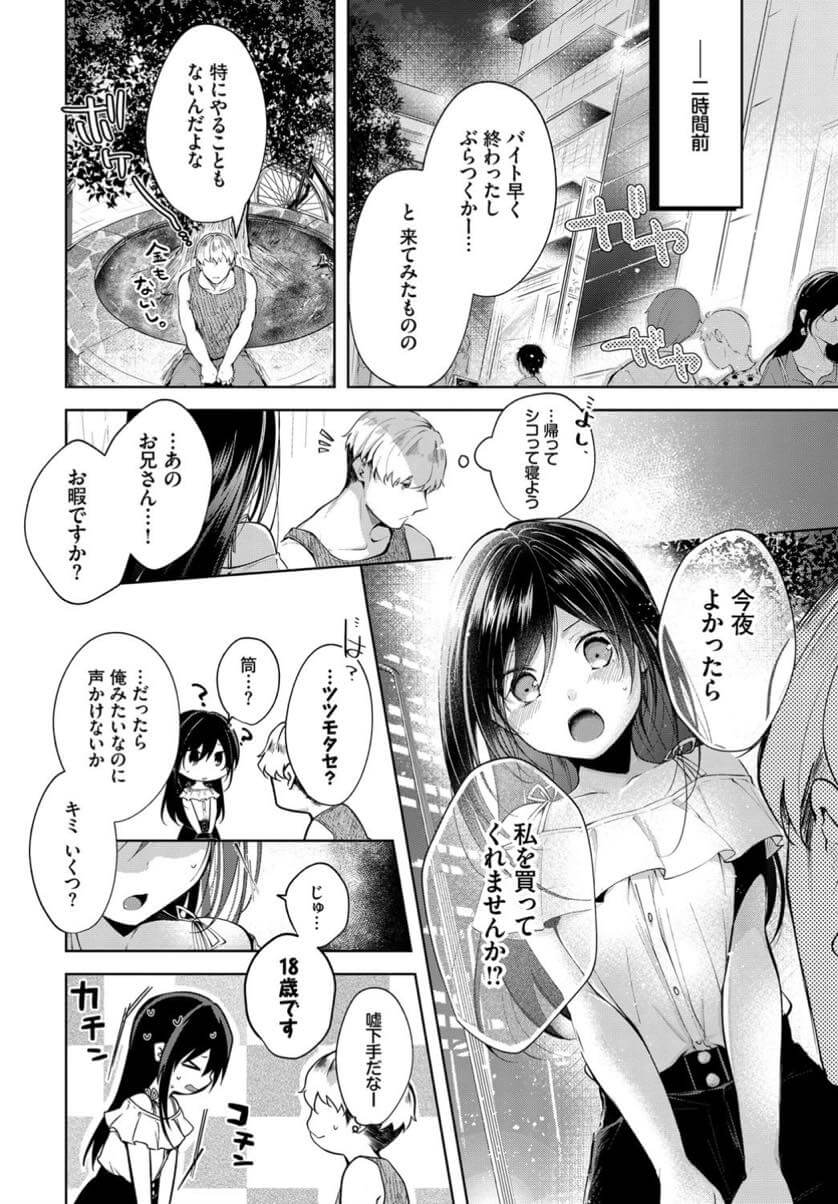 ――二時間前
ガヤ
ガヤ
バイト早く
終わったし
ぶらつくかー…
と 来てみたものの
特にやることも
ないんだよな
ボケ
金も
ないし。
よし、
…帰って
シコって寝よう
…あの
お兄さん…！
お暇ですか？
今夜
よかったら
私を買って
くれませんか！？
…ツツモタセ？
筒…？
…だったら
俺みたいなのに
声かけないか
キミ いくつ？
じゅ…
18歳です
嘘下手だなー
カチン
コチン